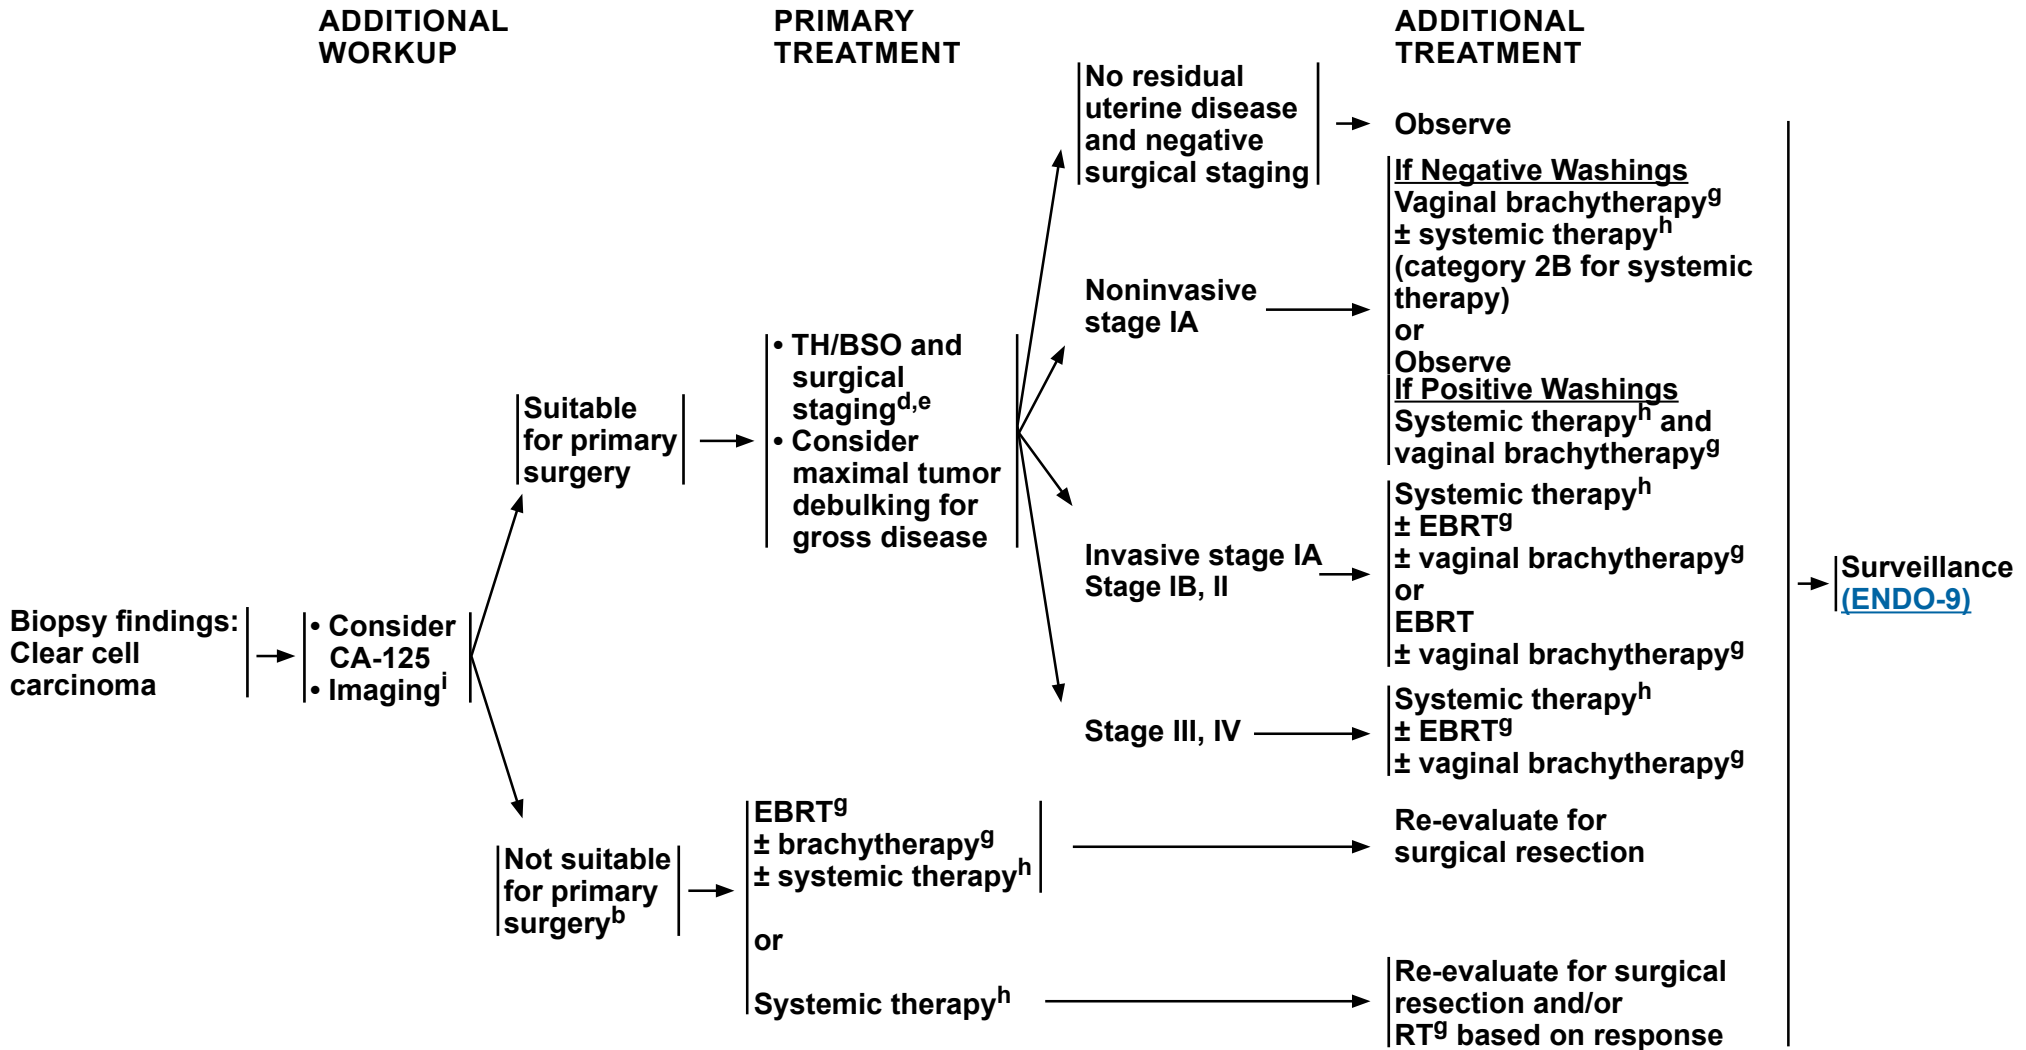 ADDITIONAL
WORKUP
PRIMARY
TREATMENT
ADDITIONAL
TREATMENT
Biopsy findings:
Clear cell
carcinoma
• Consider
CA-125
• Imagingi
Suitable
for primary
surgery
Not suitable
for primary
surgeryb
• TH/BSO and
surgical
stagingd,e
• Consider
maximal tumor
debulking for
gross disease
No residual
uterine disease
and negative
surgical staging
Observe
Noninvasive
stage IA
If Negative Washings
Vaginal brachytherapyg
± systemic therapyh
(category 2B for systemic
therapy)
or
Observe
If Positive Washings
Systemic therapyh and
vaginal brachytherapyg
Invasive stage IA
Stage IB, II
Systemic therapyh
± EBRTg
± vaginal brachytherapyg
or
EBRT
± vaginal brachytherapyg
Stage III, IV
Systemic therapyh
± EBRTg
± vaginal brachytherapyg
EBRTg
± brachytherapyg
± systemic therapyh
or
Systemic therapyh
Re-evaluate for
surgical resection
Re-evaluate for surgical
resection and/or
RTg based on response
Surveillance
(ENDO-9)